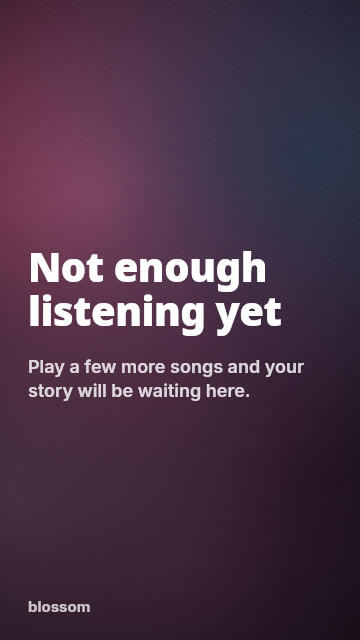 Not enough
listening yet
Play a few more songs and your
story will be waiting here.
blossom